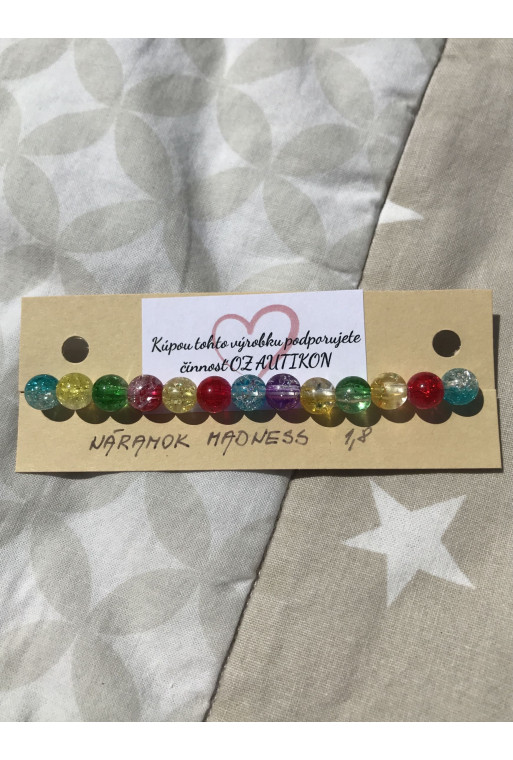 Kúpou tohto výrobku podporujete
činnosť OZ AUTIKON
NÁRAMOK MADNESS 1,8